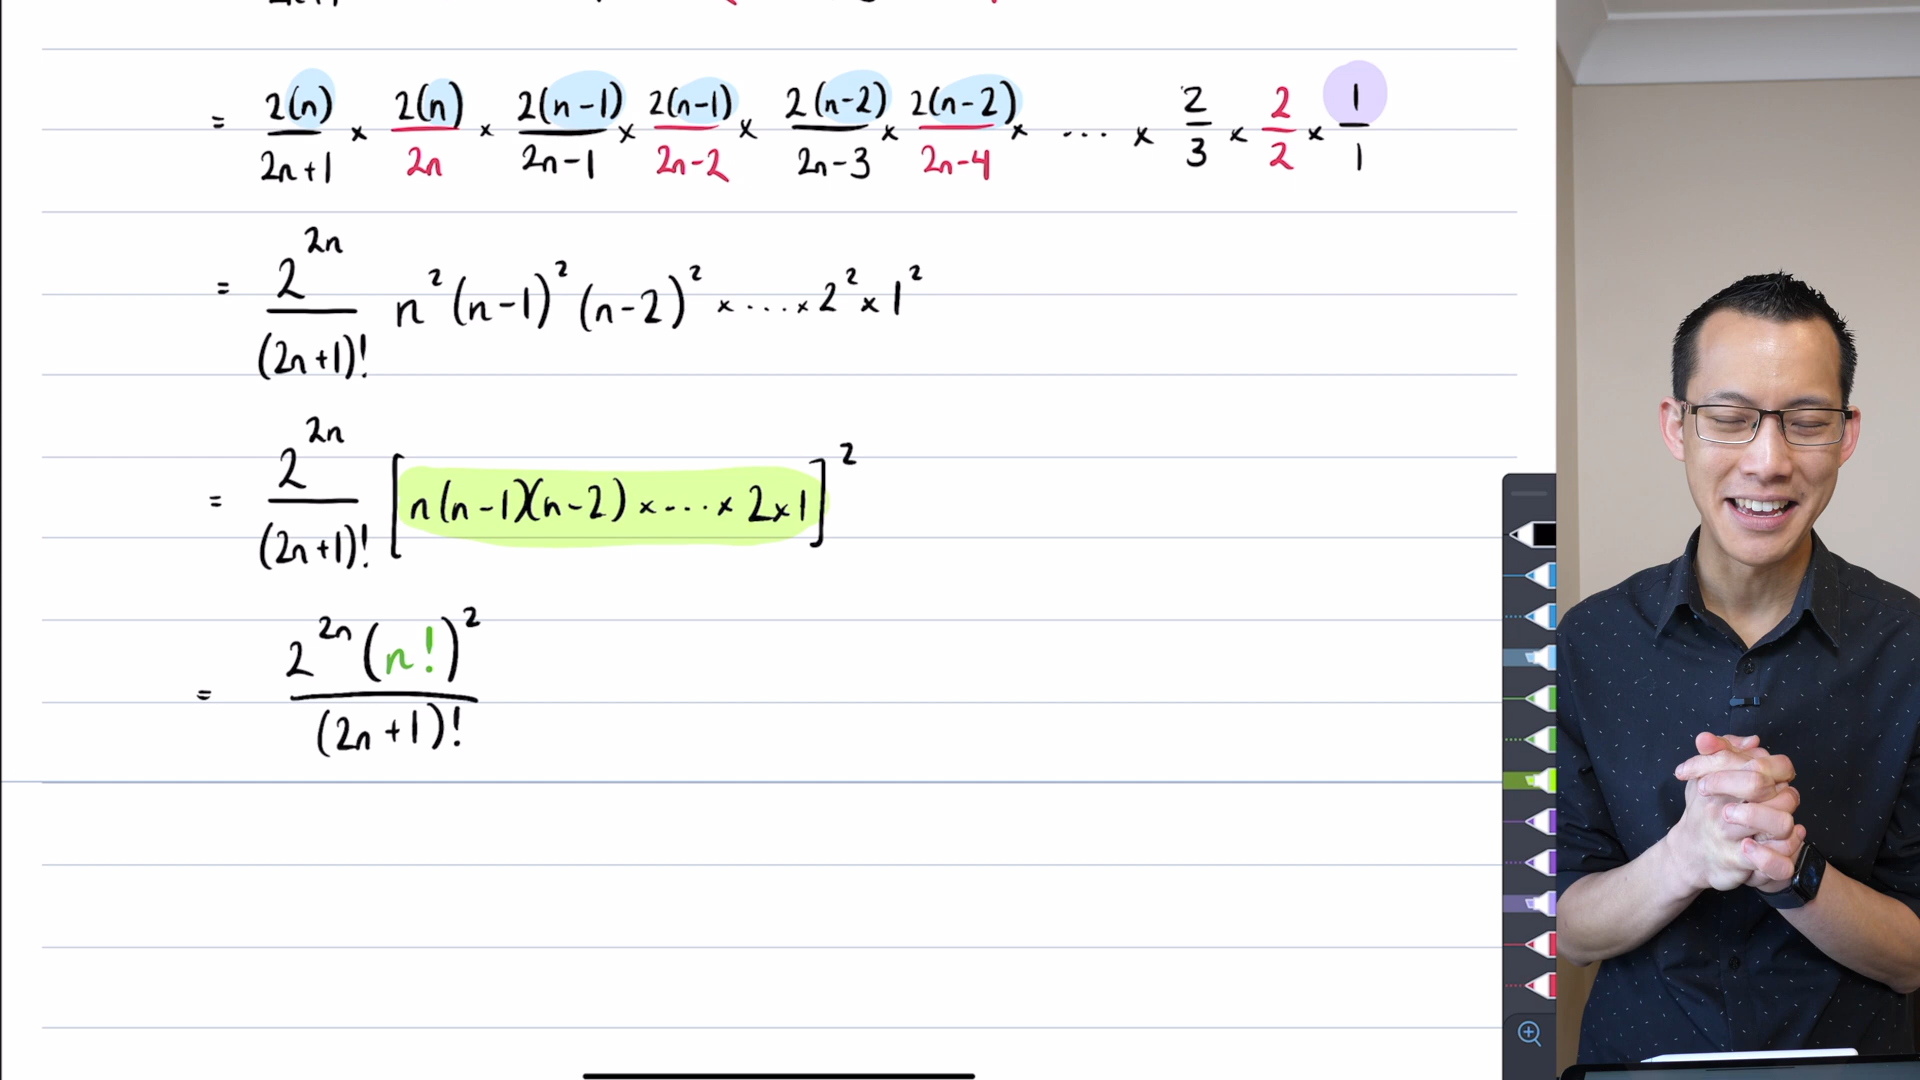 = 2(n)/2n+1 × 2(n)/2n × 2(n-1)/2n-1 × 2(n-1)/2n-2 × 2(n-2)/2n-3 × 2(n-2)/2n-4 × ... × 2/3 × 2/2 × 1/1
= 2^2n/(2n+1)! n^2 (n-1)^2 (n-2)^2 × ... × 2^2 × 1^2
= 2^2n/(2n+1)! [n(n-1)(n-2) × ... × 2×1]^2
= 2^2n (n!)^2/(2n+1)!